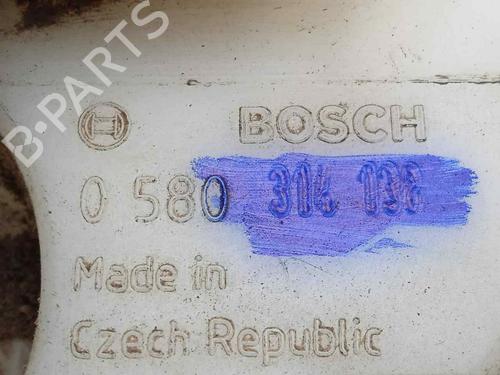 B-PARTS
BOSCH
0 580 314 138
Made in
Czech Republic